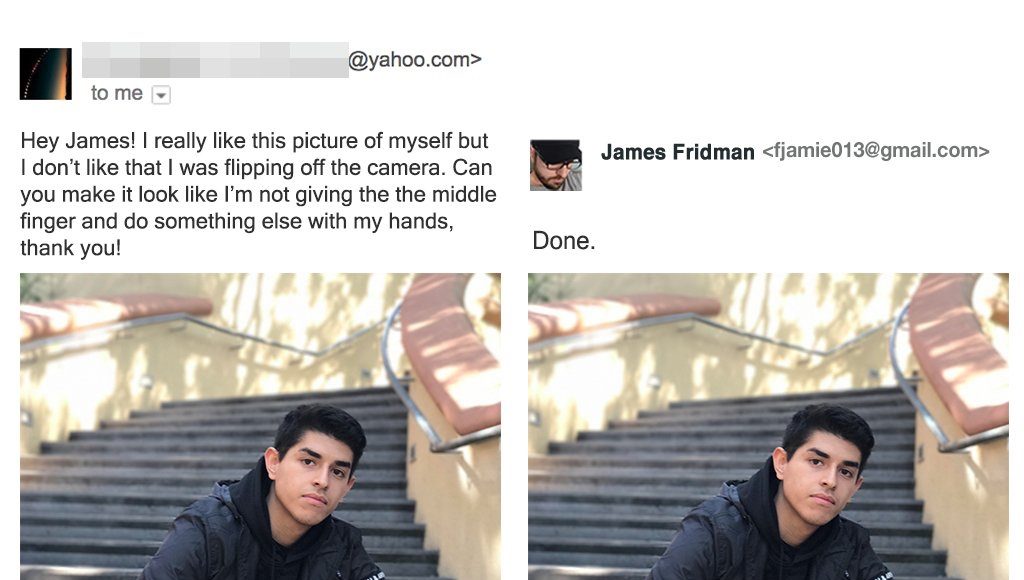 @yahoo.com>
to me
Hey James! I really like this picture of myself but
I don’t like that I was flipping off the camera. Can
you make it look like I’m not giving the the middle
finger and do something else with my hands,
thank you!
James Fridman <fjamie013@gmail.com>
Done.